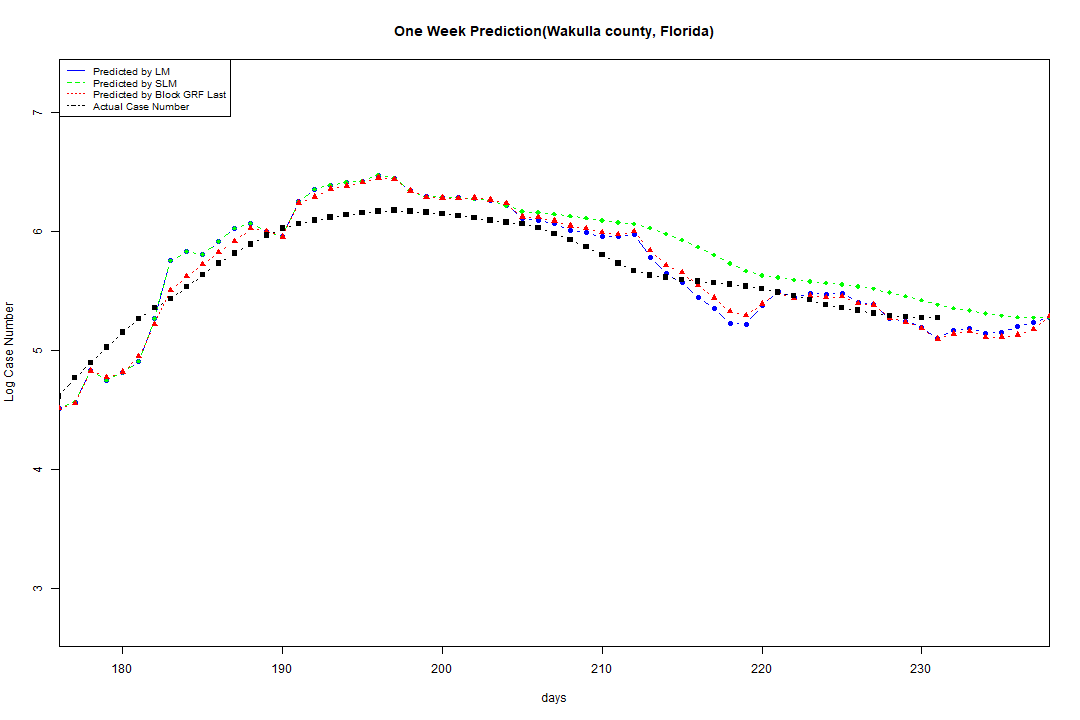 One Week Prediction(Wakulla county, Florida)
Predicted by LM
Predicted by SLM
Predicted by Block GRF Last
Actual Case Number
7
6
5
4
3
Log Case Number
180 190 200 210 220 230
days